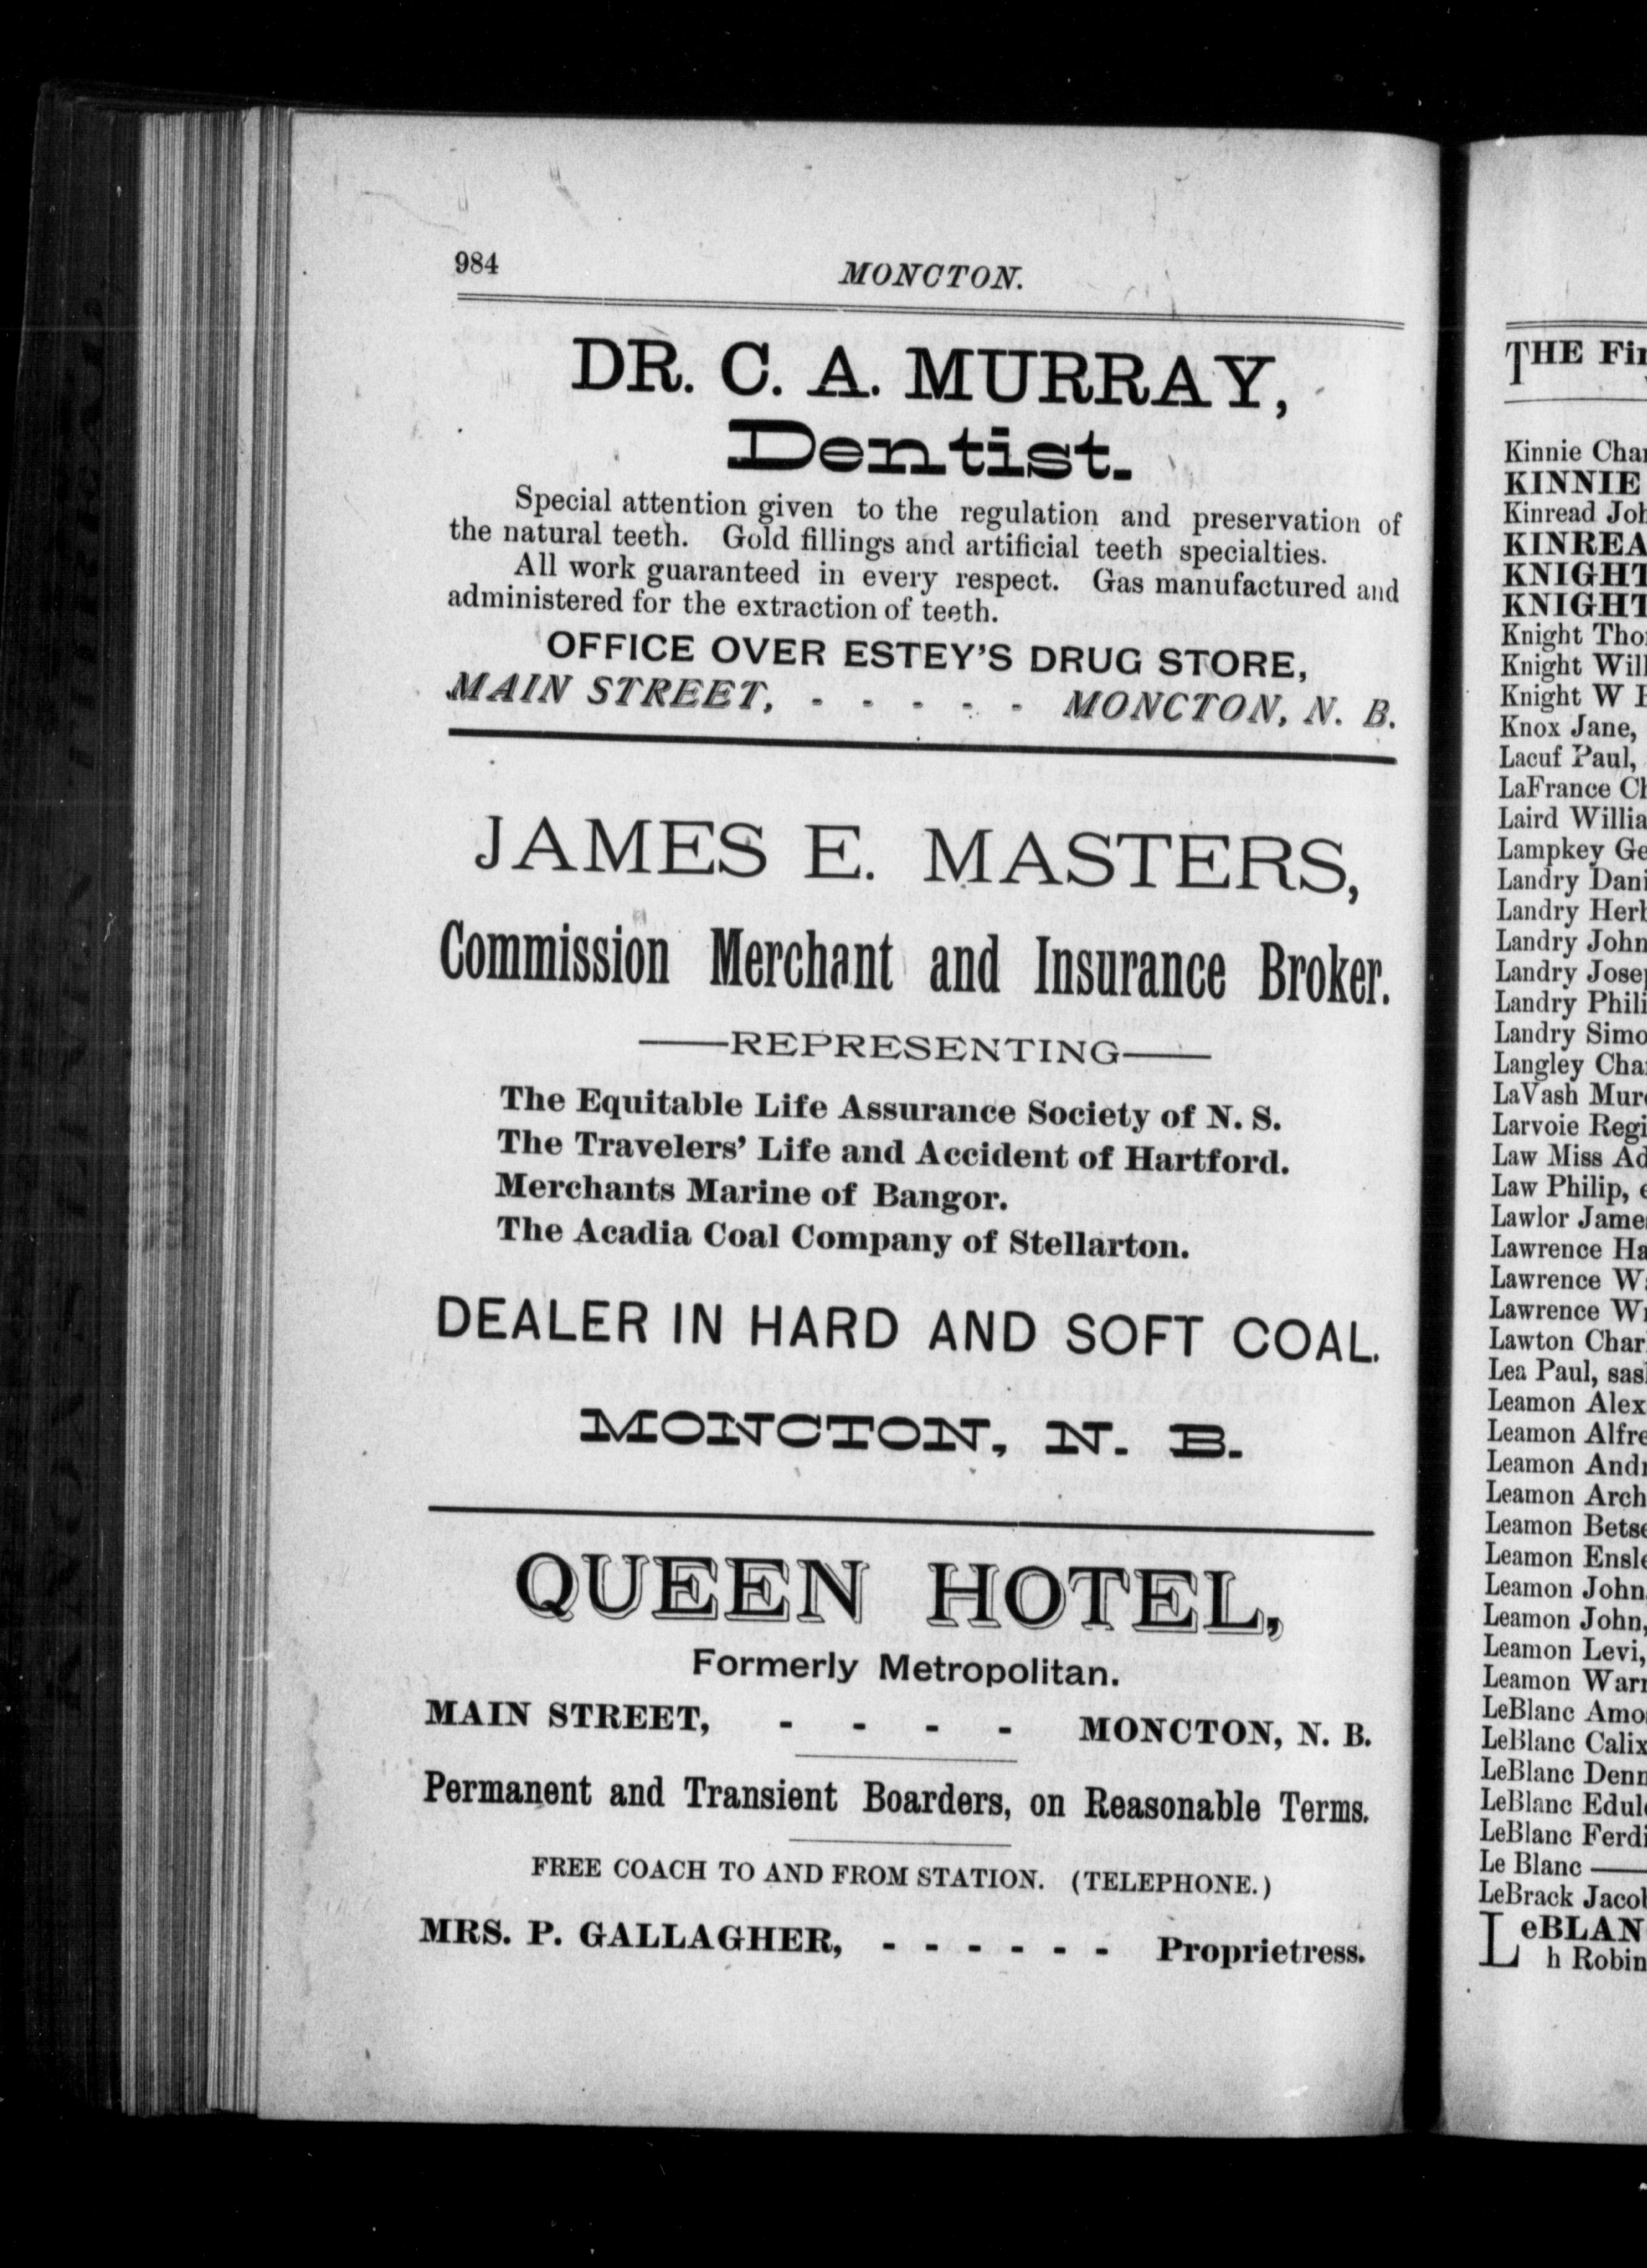 984
MONCTON.
DR. C. A. MURRAY,
Dentist.
Special attention given to the regulation and preservation of
the natural teeth. Gold fillings and artificial teeth specialties.
All work guaranteed in every respect. Gas manufactured and
administered for the extraction of teeth.
OFFICE OVER ESTEY'S DRUG STORE,
MAIN STREET, - - - - - MONCTON, N. B.
JAMES E. MASTERS,
Commission Merchant and Insurance Broker.
——REPRESENTING——
The Equitable Life Assurance Society of N. S.
The Travelers' Life and Accident of Hartford.
Merchants Marine of Bangor.
The Acadia Coal Company of Stellarton.
DEALER IN HARD AND SOFT COAL.
MONCTON, N. B.
QUEEN HOTEL,
Formerly Metropolitan.
MAIN STREET, - - - - MONCTON, N. B.
Permanent and Transient Boarders, on Reasonable Terms.
FREE COACH TO AND FROM STATION. (TELEPHONE.)
MRS. P. GALLAGHER, - - - - - - Proprietress.
THE
Kinnie
KINNIE
Kinread
KNIGHT
KNIGHT
Knight
Knight
Knight W
Knox Jane,
Lacuf Paul,
LaFrance
Laird
Lampkey
Landry
Landry
Landry John
Landry
Landry
Landry
Langley
LaVash
Larvoie
Law Miss
Law Philip,
Lawlor
Lawrence
Lawrence
Lawrence
Lawton
Lea Paul,
Leamon
Leamon
Leamon
Leamon
Leamon
Leamon
Leamon John
Leamon John,
Leamon Levi,
Leamon
LeBlanc
LeBlanc
LeBlanc
LeBlanc
LeBlanc
Le Blanc ——
LeBrack
LeBLAN
h Robin